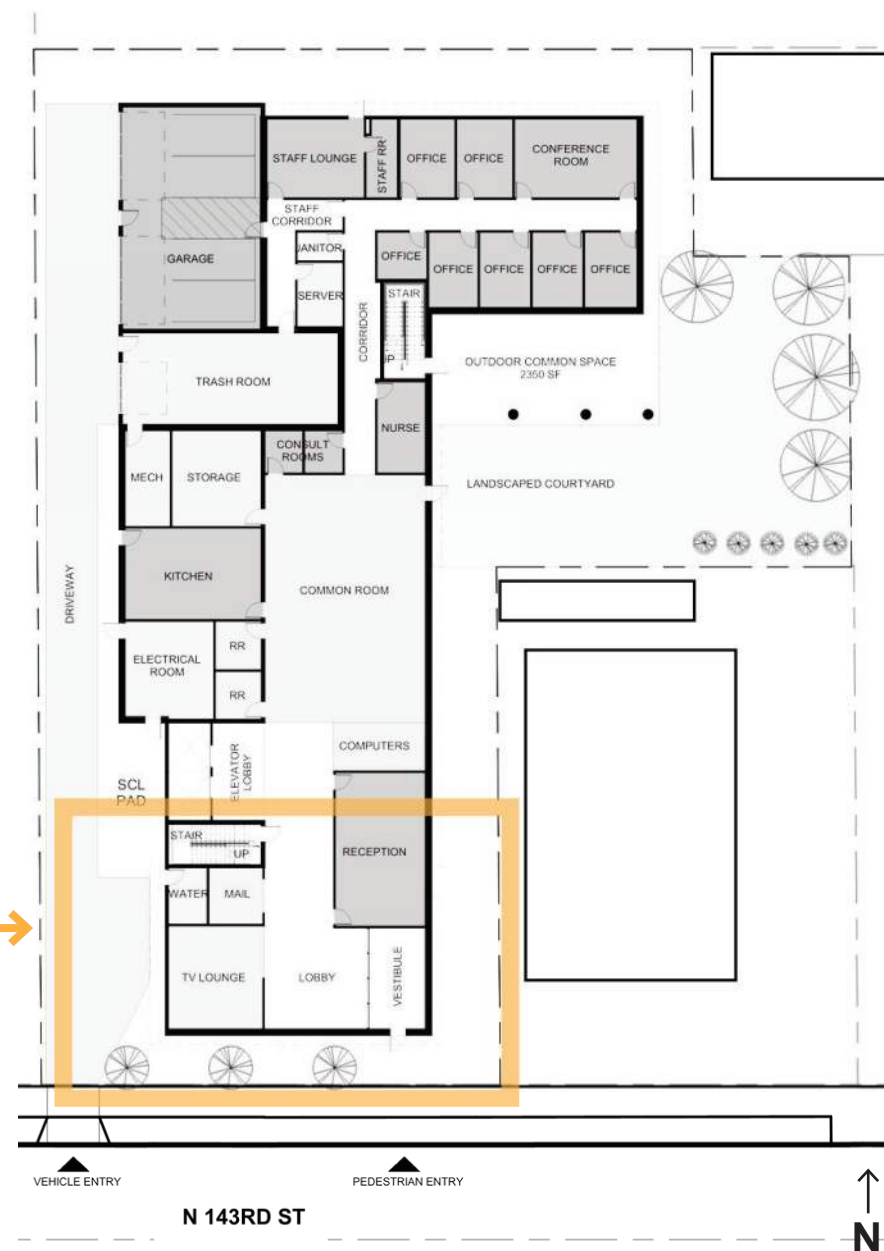 STAFF LOUNGE
STAFF RR
OFFICE
OFFICE
CONFERENCE
ROOM
STAFF
CORRIDOR
GARAGE
JANITOR
OFFICE
OFFICE
OFFICE
OFFICE
OFFICE
SERVER
STAIR
UP
CORRIDOR
OUTDOOR COMMON SPACE
2350 SF
TRASH ROOM
NURSE
CONSULT
ROOMS
MECH
STORAGE
LANDSCAPED COURTYARD
KITCHEN
COMMON ROOM
DRIVEWAY
RR
ELECTRICAL
ROOM
RR
COMPUTERS
ELEVATOR
LOBBY
SCL
PAD
STAIR
UP
RECEPTION
WATER
MAIL
TV LOUNGE
LOBBY
VESTIBULE
VEHICLE ENTRY
PEDESTRIAN ENTRY
N 143RD ST
N